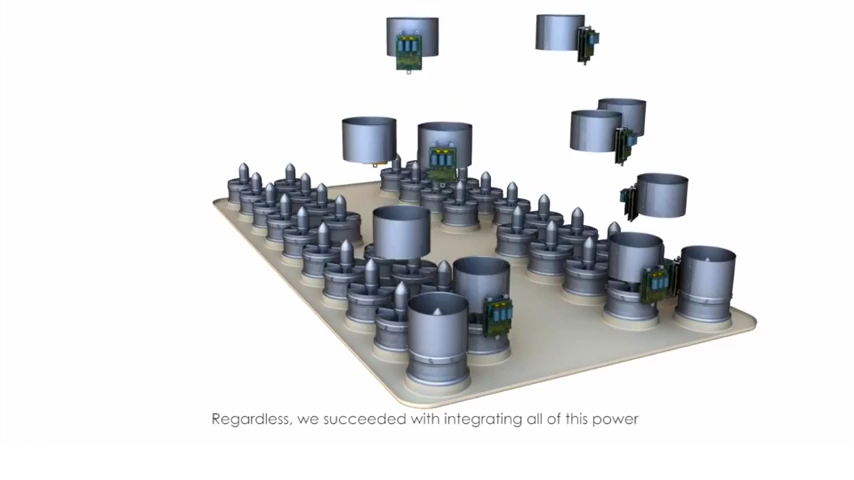 Regardless, we succeeded with integrating all of this power